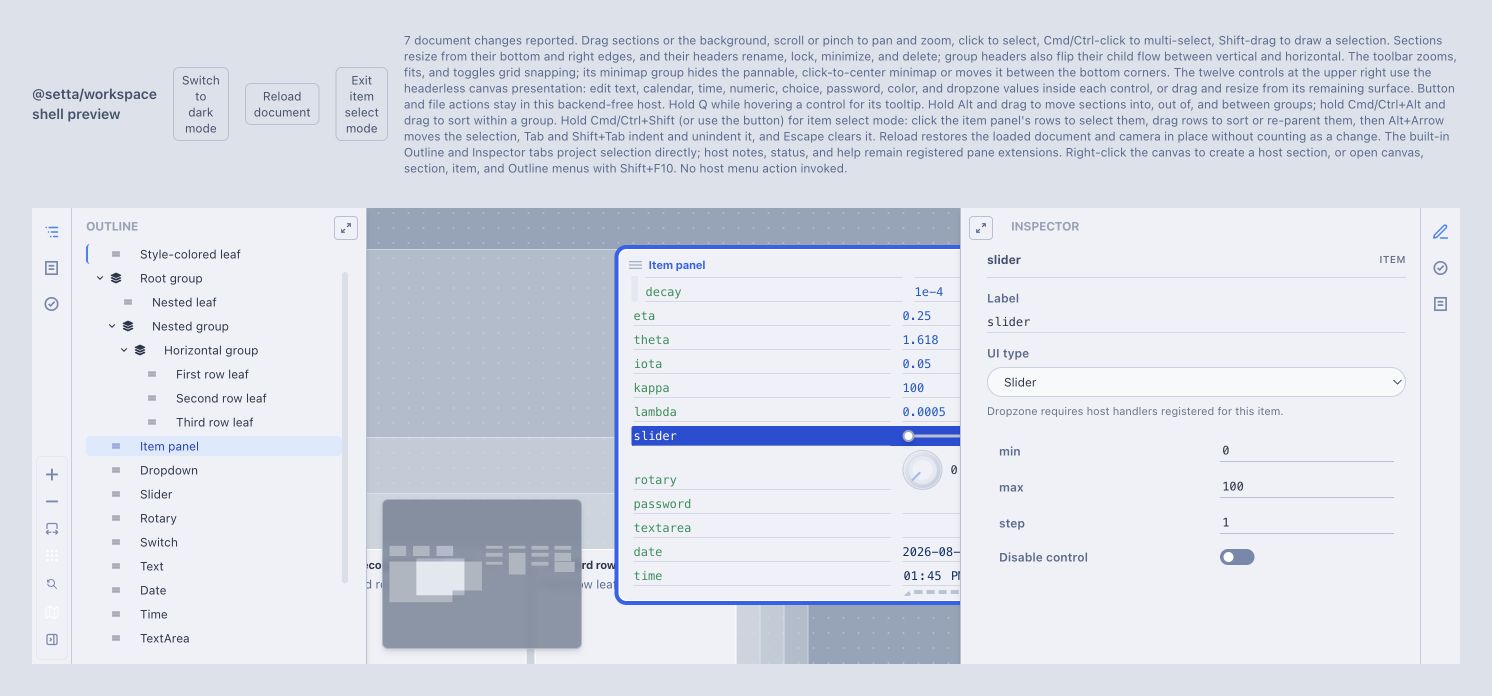 @setta/workspace
shell preview
Switch
to
dark
mode
Reload
document
Exit
item
select
mode
7 document changes reported. Drag sections or the background, scroll or pinch to pan and zoom, click to select, Cmd/Ctrl-click to multi-select, Shift-drag to draw a selection. Sections
resize from their bottom and right edges, and their headers rename, lock, minimize, and delete; group headers also flip their child flow between vertical and horizontal. The toolbar zooms,
fits, and toggles grid snapping; its minimap group hides the pannable, click-to-center minimap or moves it between the bottom corners. The twelve controls at the upper right use the
headerless canvas presentation: edit text, calendar, time, numeric, choice, password, color, and dropzone values inside each control, or drag and resize from its remaining surface. Button
and file actions stay in this backend-free host. Hold Q while hovering a control for its tooltip. Hold Alt and drag to move sections into, out of, and between groups; hold Cmd/Ctrl+Alt and
drag to sort within a group. Hold Cmd/Ctrl+Shift (or use the button) for item select mode: click the item panel's rows to select them, drag rows to sort or re-parent them, then Alt+Arrow
moves the selection, Tab and Shift+Tab indent and unindent it, and Escape clears it. Reload restores the loaded document and camera in place without counting as a change. The built-in
Outline and Inspector tabs project selection directly; host notes, status, and help remain registered pane extensions. Right-click the canvas to create a host section, or open canvas,
section, item, and Outline menus with Shift+F10. No host menu action invoked.
OUTLINE
Style-colored leaf
Root group
Nested leaf
Nested group
Horizontal group
First row leaf
Second row leaf
Third row leaf
Item panel
Dropdown
Slider
Rotary
Switch
Text
Date
Time
TextArea
Item panel
decay 1e-4
eta 0.25
theta 1.618
iota 0.05
kappa 100
lambda 0.0005
slider
rotary 0
password
textarea
date 2026-08-
time 01:45
rd row
row leaf
INSPECTOR
slider ITEM
Label
slider
UI type
Slider
Dropzone requires host handlers registered for this item.
min 0
max 100
step 1
Disable control